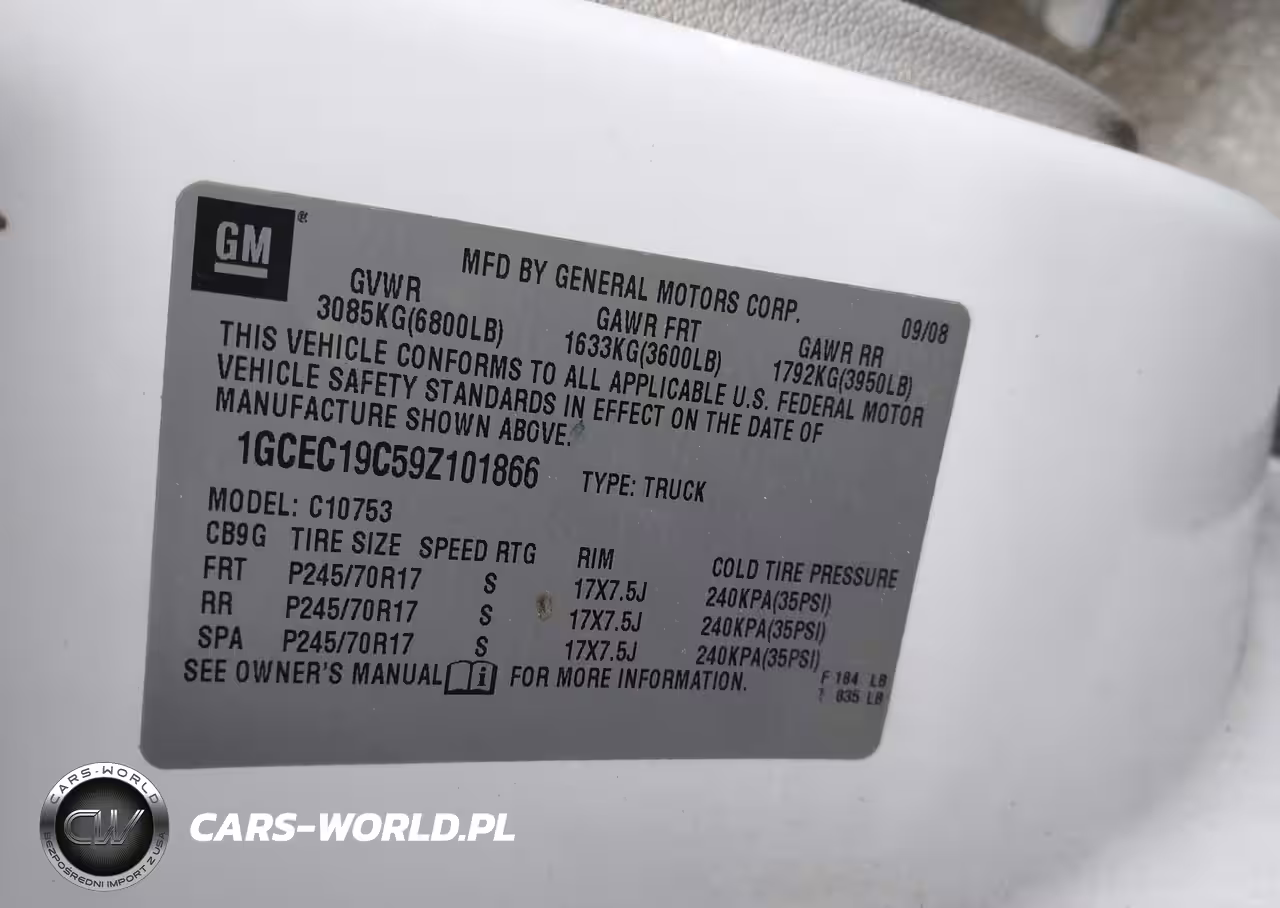 GM
MFD BY GENERAL MOTORS CORP.
09/08
GVWR GAWR FRT GAWR RR
3085KG(6800LB) 1633KG(3600LB) 1792KG(3950LB)
THIS VEHICLE CONFORMS TO ALL APPLICABLE U.S. FEDERAL MOTOR
VEHICLE SAFETY STANDARDS IN EFFECT ON THE DATE OF
MANUFACTURE SHOWN ABOVE.
1GCEC19C59Z101866 TYPE: TRUCK
MODEL: C10753
CB9G TIRE SIZE SPEED RTG RIM COLD TIRE PRESSURE
FRT P245/70R17 S 17X7.5J 240KPA(35PSI)
RR P245/70R17 S 17X7.5J 240KPA(35PSI)
SPA P245/70R17 S 17X7.5J 240KPA(35PSI)
SEE OWNER'S MANUAL i FOR MORE INFORMATION.
F 184 LB
T 835 LB
CARS-WORLD
CW
BEZPOŚREDNI IMPORT Z USA
CARS-WORLD.PL